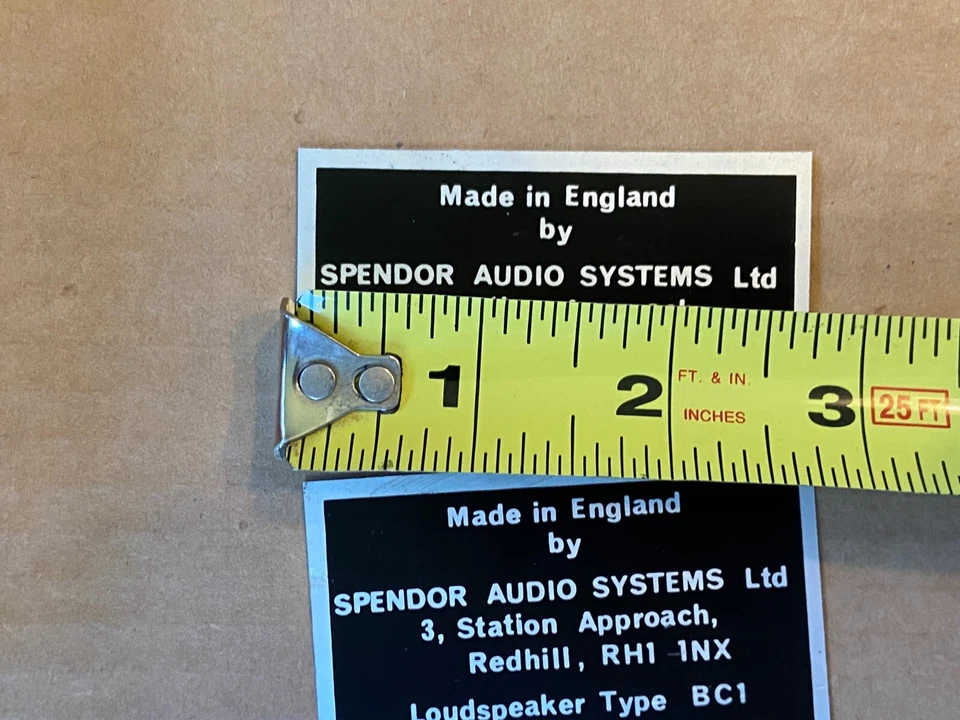 Made in England
by
SPENDOR AUDIO SYSTEMS Ltd
1 2 FT. & IN. 3 25 FT
INCHES
Made in England
by
SPENDOR AUDIO SYSTEMS Ltd
3, Station Approach,
Redhill, RH1 1NX
Loudspeaker Type BC1